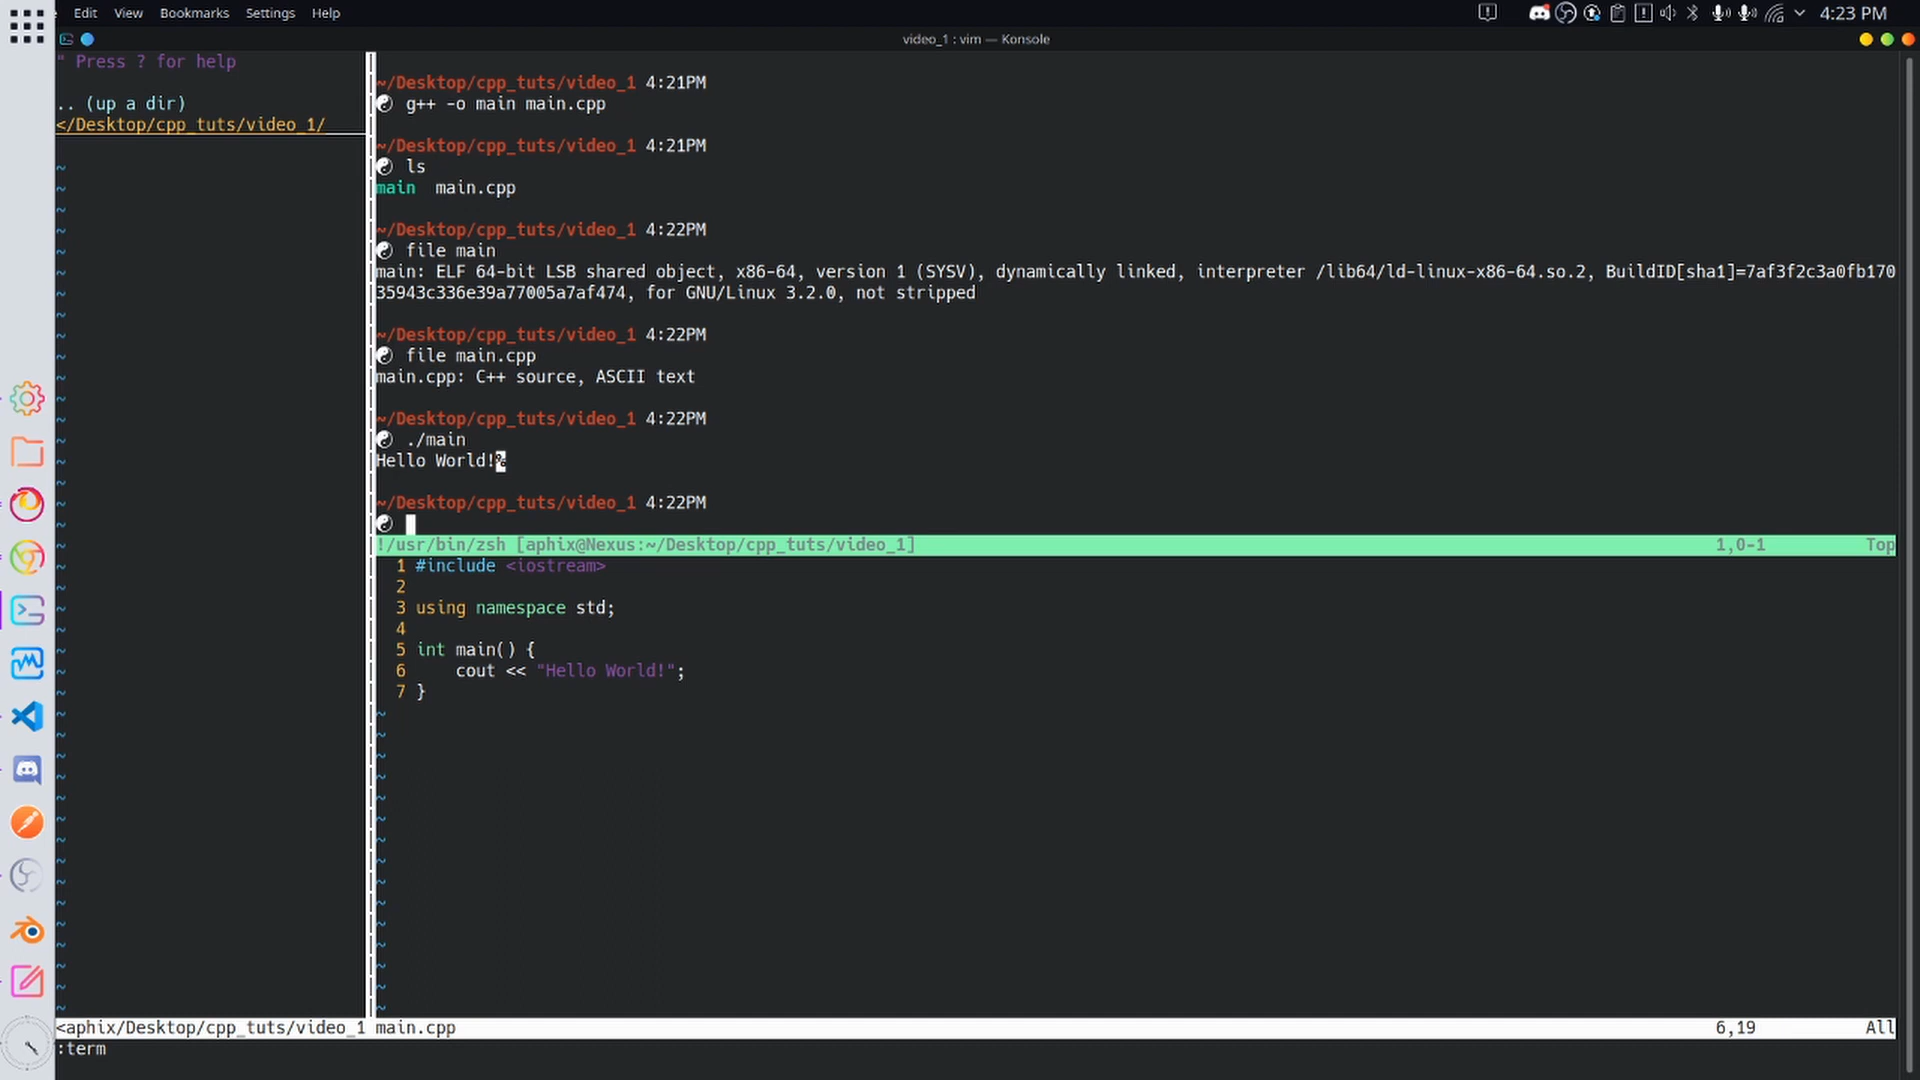 Edit View Bookmarks Settings Help
4:23 PM
video_1 : vim — Konsole
" Press ? for help
.. (up a dir)
</Desktop/cpp_tuts/video_1/
~/Desktop/cpp_tuts/video_1 4:21PM
g++ -o main main.cpp
~/Desktop/cpp_tuts/video_1 4:21PM
ls
main main.cpp
~/Desktop/cpp_tuts/video_1 4:22PM
file main
main: ELF 64-bit LSB shared object, x86-64, version 1 (SYSV), dynamically linked, interpreter /lib64/ld-linux-x86-64.so.2, BuildID[sha1]=7af3f2c3a0fb170
35943c336e39a77005a7af474, for GNU/Linux 3.2.0, not stripped
~/Desktop/cpp_tuts/video_1 4:22PM
file main.cpp
main.cpp: C++ source, ASCII text
~/Desktop/cpp_tuts/video_1 4:22PM
./main
Hello World!%
~/Desktop/cpp_tuts/video_1 4:22PM
!/usr/bin/zsh [aphix@Nexus:~/Desktop/cpp_tuts/video_1] 1,0-1 Top
1 #include <iostream>
2
3 using namespace std;
4
5 int main() {
6 cout << "Hello World!";
7 }
<aphix/Desktop/cpp_tuts/video_1 main.cpp 6,19 All
:term